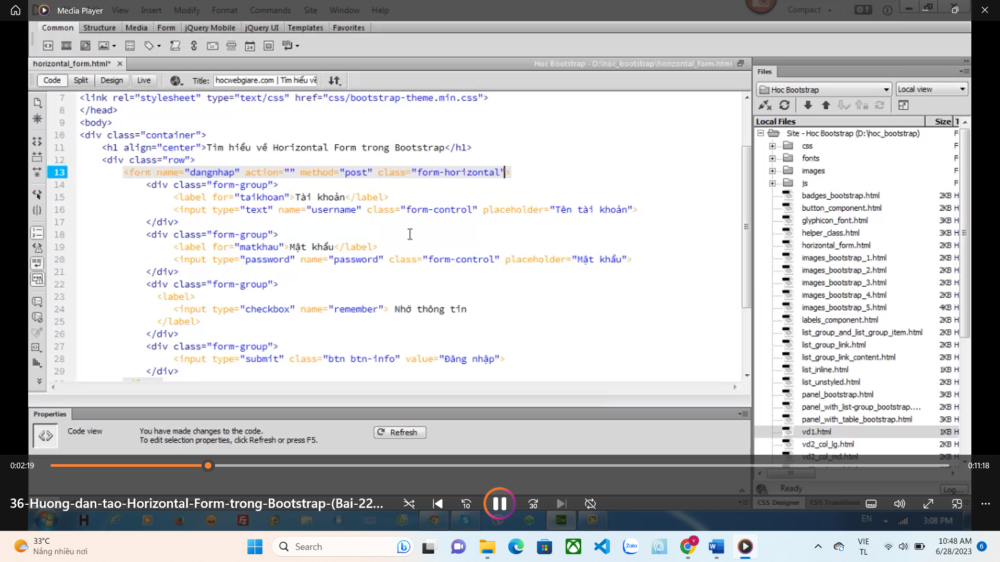 Media Player
View Insert Modify Format Commands Site Window Help
Compact
Common Structure Media Form jQuery Mobile jQuery UI Templates Favorites
horizontal_form.html*
Hoc Bootstrap - D:\hoc_bootstrap\horizontal_form.html
Code Split Design Live Title: hocwebgiare.com | Tìm hiểu về
7 <link rel="stylesheet" type="text/css" href="css/bootstrap-theme.min.css">
8 </head>
9 <body>
10 <div class="container">
11 <h1 align="center">Tìm hiểu về Horizontal Form trong Bootstrap</h1>
12 <div class="row">
13 <form name="dangnhap" action="" method="post" class="form-horizontal">
14 <div class="form-group">
15 <label for="taikhoan">Tài khoản</label>
16 <input type="text" name="username" class="form-control" placeholder="Tên tài khoản">
17 </div>
18 <div class="form-group">
19 <label for="matkhau">Mật khẩu</label>
20 <input type="password" name="password" class="form-control" placeholder="Mật khẩu">
21 </div>
22 <div class="form-group">
23 <label>
24 <input type="checkbox" name="remember"> Nhớ thông tin
25 </label>
26 </div>
27 <div class="form-group">
28 <input type="submit" class="btn btn-info" value="Đăng nhập">
29 </div>
Files
Hoc Bootstrap Local view
Local Files Size T
Site - Hoc Bootstrap (D:\hoc_bootstrap) F
css F
fonts F
images F
js F
badges_bootstrap.html 2KB H
button_component.html 2KB H
glyphicon_font.html 3KB H
helper_class.html 3KB H
horizontal_form.html 2KB H
images_bootstrap_1.html 2KB H
images_bootstrap_2.html 2KB H
images_bootstrap_3.html 2KB H
images_bootstrap_4.html 2KB H
images_bootstrap_5.html 4KB H
labels_component.html 2KB H
list_group_and_list_group_item.html 2KB H
list_group_link.html 2KB H
list_group_link_content.html 2KB H
list_inline.html 1KB H
list_unstyled.html 2KB H
panel_bootstrap.html 3KB H
panel_with_list-group_bootstrap.... 2KB H
panel_with_table_bootstrap.html 3KB H
vd1.html 1KB H
vd2_col_lg.html 2KB H
vd2_col_md.html 2KB H
Properties
Code view
You have made changes to the code.
To edit selection properties, click Refresh or press F5.
Refresh
0:02:19
0:11:18
Ready
Log...
CSS Designer CSS Transitions
36-Huong-dan-tao-Horizontal-Form-trong-Bootstrap-(Bai-22...
10
30
EN
3:08 PM
33°C
Nắng nhiều nơi
Search
Zalo
VIE
TL
10:48 AM
6/28/2023
6